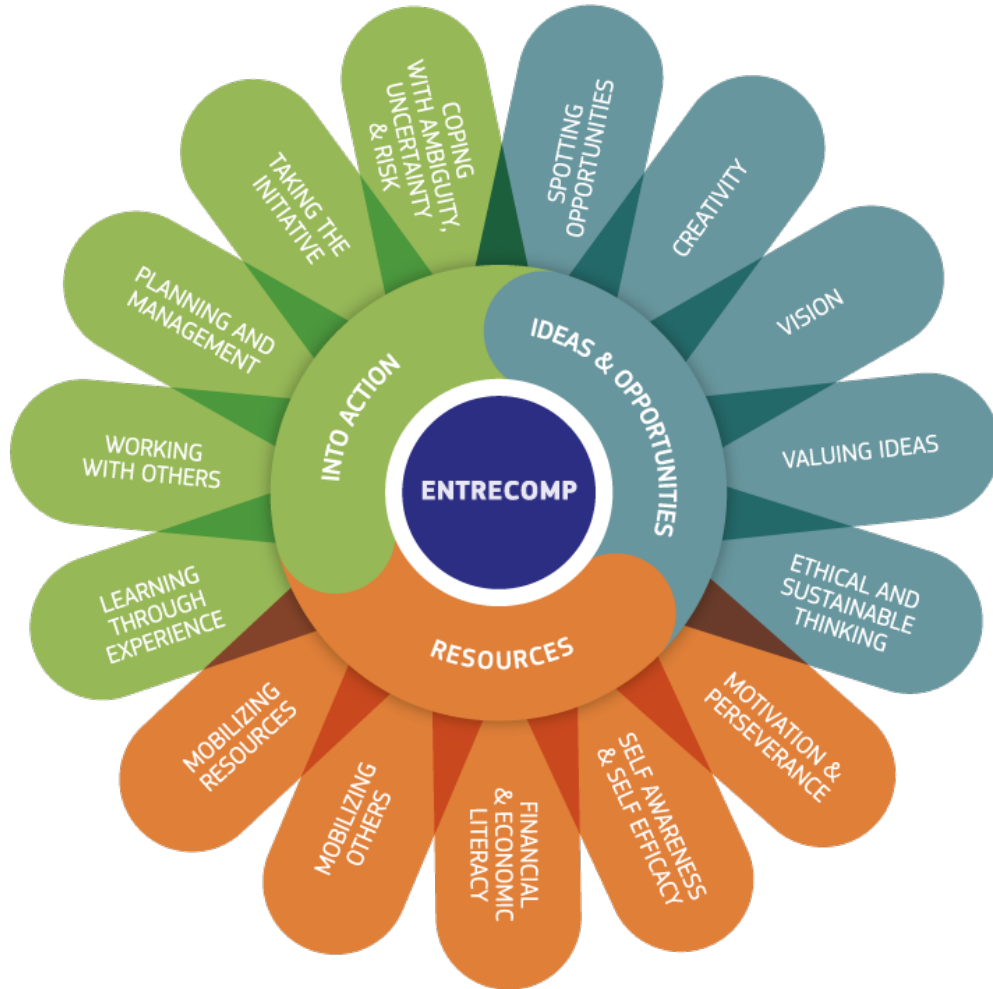 ENTRECOMP
IDEAS & OPPORTUNITIES
SPOTTING
OPPORTUNITIES
CREATIVITY
VISION
VALUING IDEAS
ETHICAL AND
SUSTAINABLE
THINKING
RESOURCES
MOTIVATION &
PERSEVERANCE
SELF AWARENESS
& SELF EFFICACY
FINANCIAL
& ECONOMIC
LITERACY
MOBILIZING
OTHERS
MOBILIZING
RESOURCES
INTO ACTION
LEARNING
THROUGH
EXPERIENCE
WORKING
WITH OTHERS
PLANNING AND
MANAGEMENT
TAKING THE
INITIATIVE
COPING
WITH AMBIGUITY,
UNCERTAINTY
& RISK